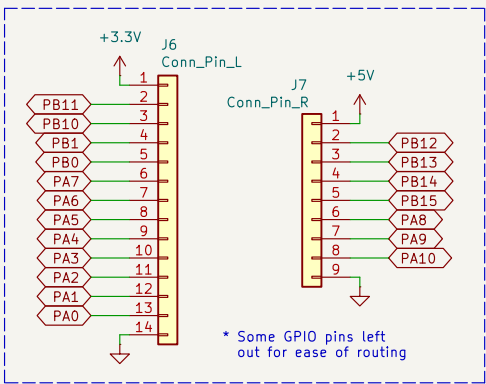 +3.3V
J6
Conn_Pin_L
1
PB11 2
PB10 3
PB1 4
PB0 5
PA7 6
PA6 7
PA5 8
PA4 9
PA3 10
PA2 11
PA1 12
PA0 13
14
J7
+5V
Conn_Pin_R
1
2 PB12
3 PB13
4 PB14
5 PB15
6 PA8
7 PA9
8 PA10
9
* Some GPIO pins left
out for ease of routing